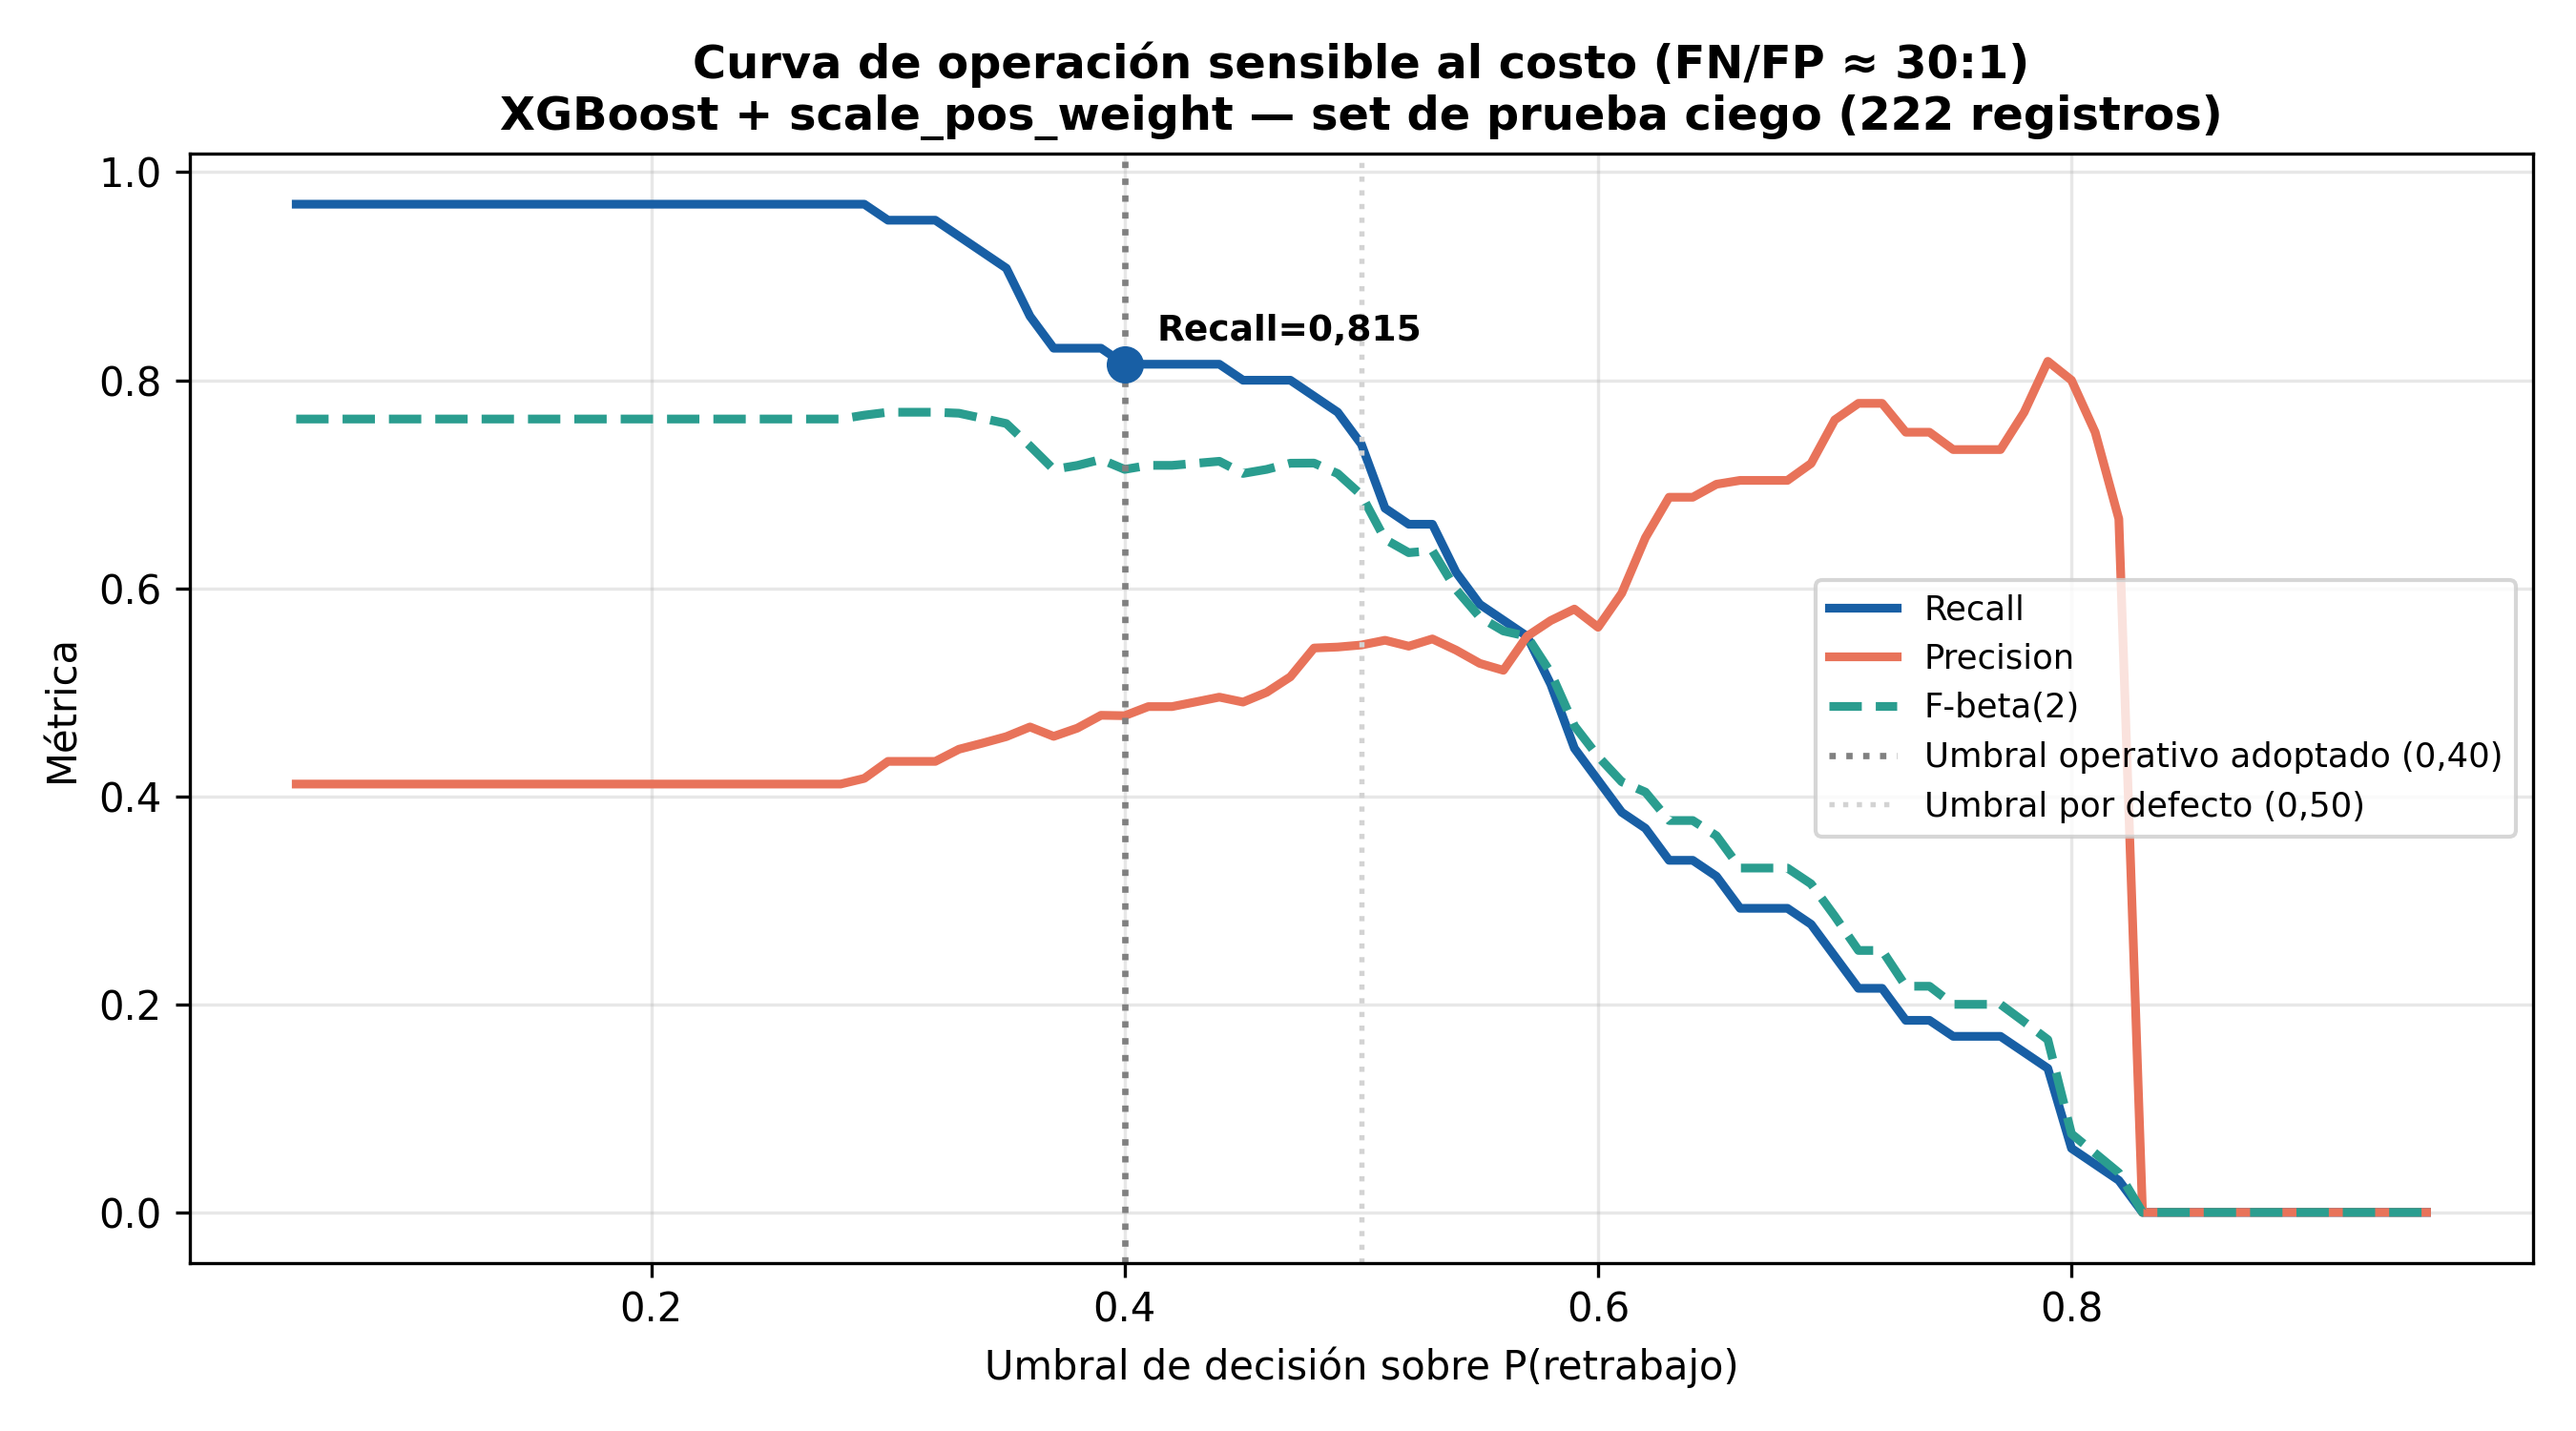 Curva de operación sensible al costo (FN/FP ≈ 30:1)
XGBoost + scale_pos_weight — set de prueba ciego (222 registros)
1.0
0.8
0.6
0.4
0.2
0.0
Métrica
Recall=0,815
Recall
Precision
F-beta(2)
Umbral operativo adoptado (0,40)
Umbral por defecto (0,50)
0.2
0.4
0.6
0.8
Umbral de decisión sobre P(retrabajo)